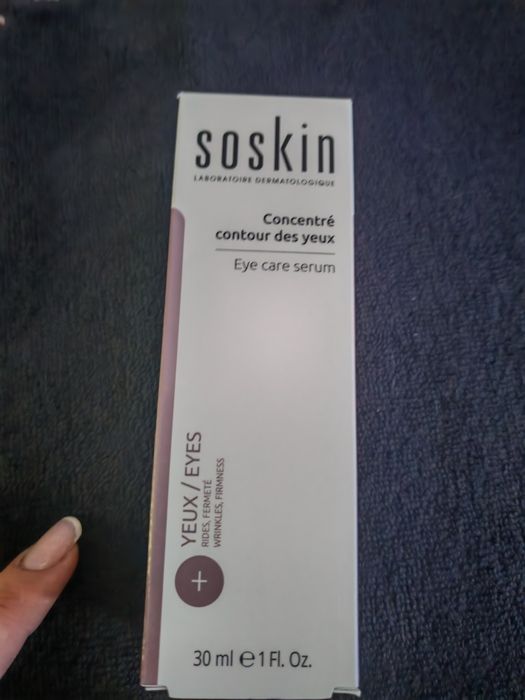 soskin
LABORATOIRE DERMATOLOGIQUE
Concentré
contour des yeux
Eye care serum
YEUX / EYES
RIDES, FERMETÉ
WRINKLES, FIRMNESS
+
30 ml ℮ 1 Fl. Oz.